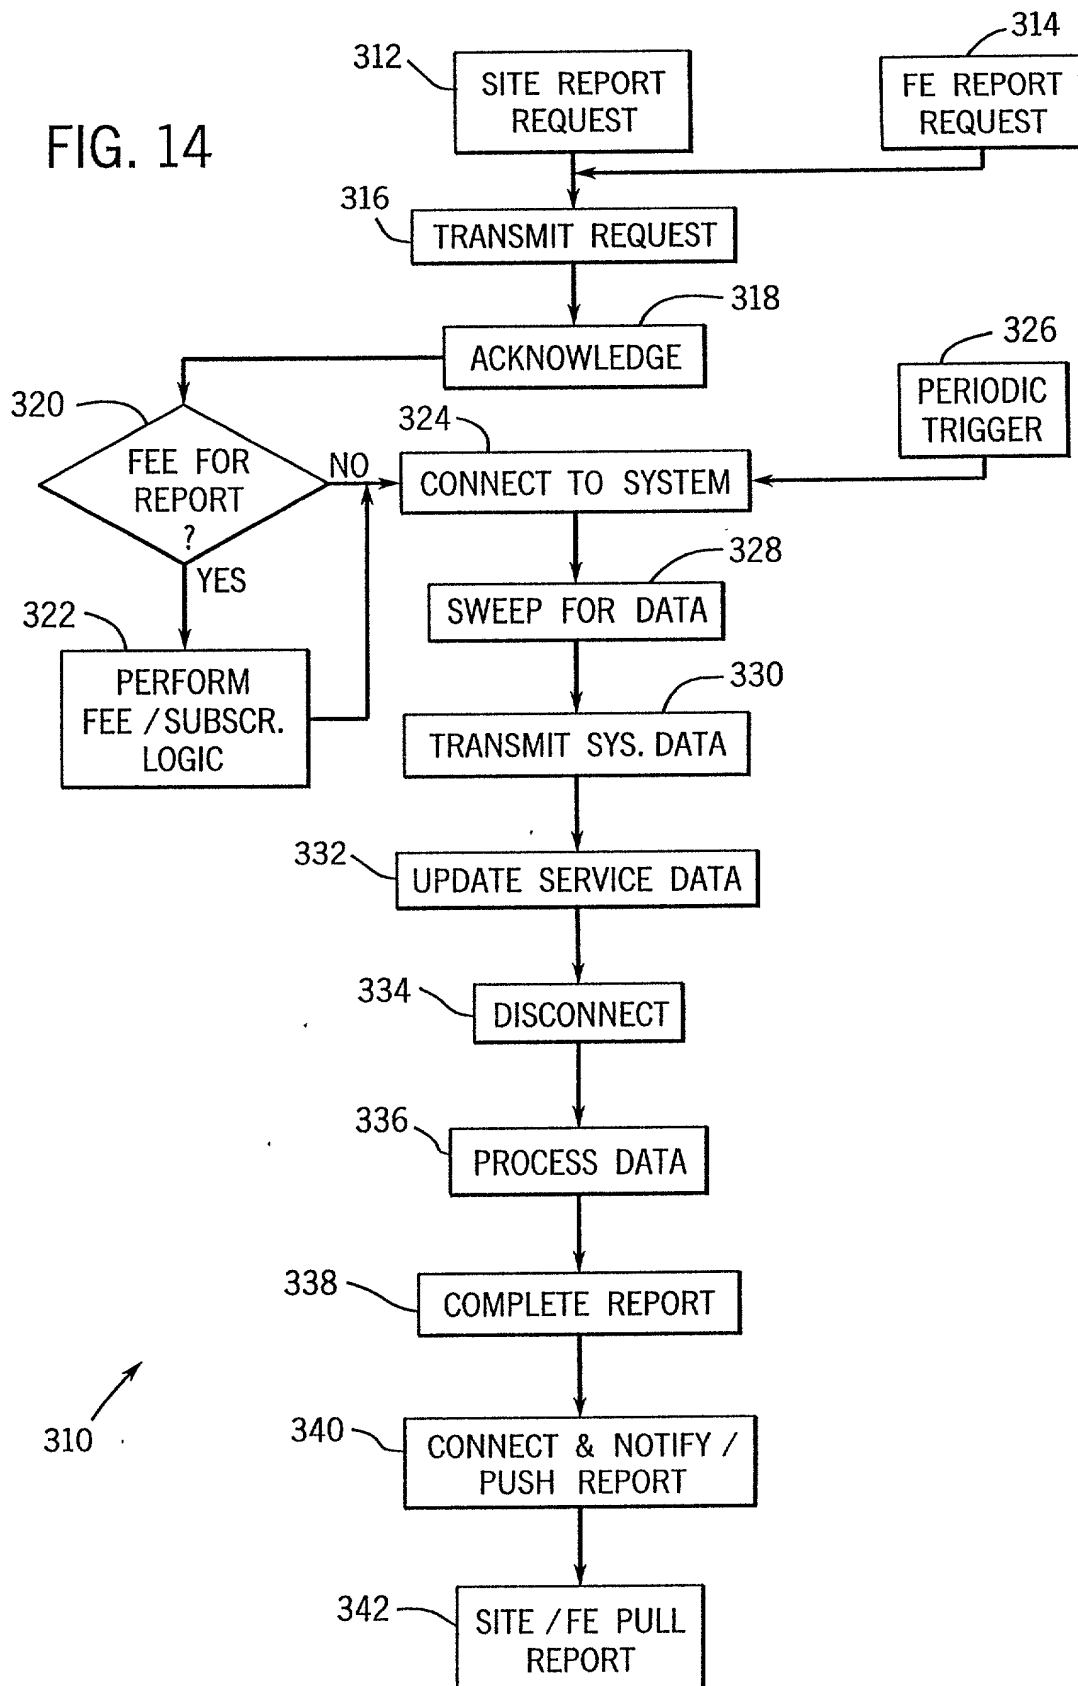 314
312
SITE REPORT
REQUEST
FE REPORT
REQUEST
FIG. 14
316
TRANSMIT REQUEST
318
ACKNOWLEDGE
326
PERIODIC
TRIGGER
320
FEE FOR
REPORT
?
NO
YES
324
CONNECT TO SYSTEM
322
PERFORM
FEE / SUBSCR.
LOGIC
328
SWEEP FOR DATA
330
TRANSMIT SYS. DATA
332
UPDATE SERVICE DATA
334
DISCONNECT
336
PROCESS DATA
338
COMPLETE REPORT
310
340
CONNECT & NOTIFY /
PUSH REPORT
342
SITE / FE PULL
REPORT